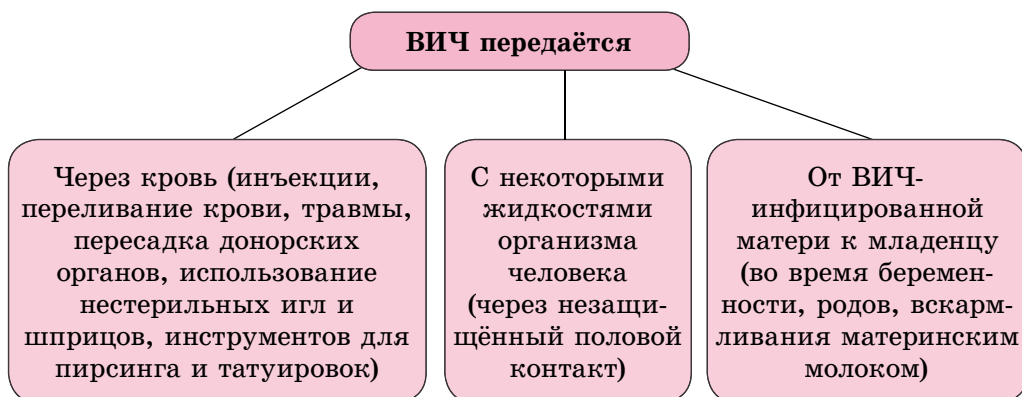 ВИЧ передаётся
Через кровь (инъекции,
переливание крови, травмы,
пересадка донорских
органов, использование
нестерильных игл и
шприцов, инструментов для
пирсинга и татуировок)
С некоторыми
жидкостями
организма
человека
(через незащи-
щённый половой
контакт)
От ВИЧ-
инфицированной
матери к младенцу
(во время беремен-
ности, родов, вскарм-
ливания материнским
молоком)